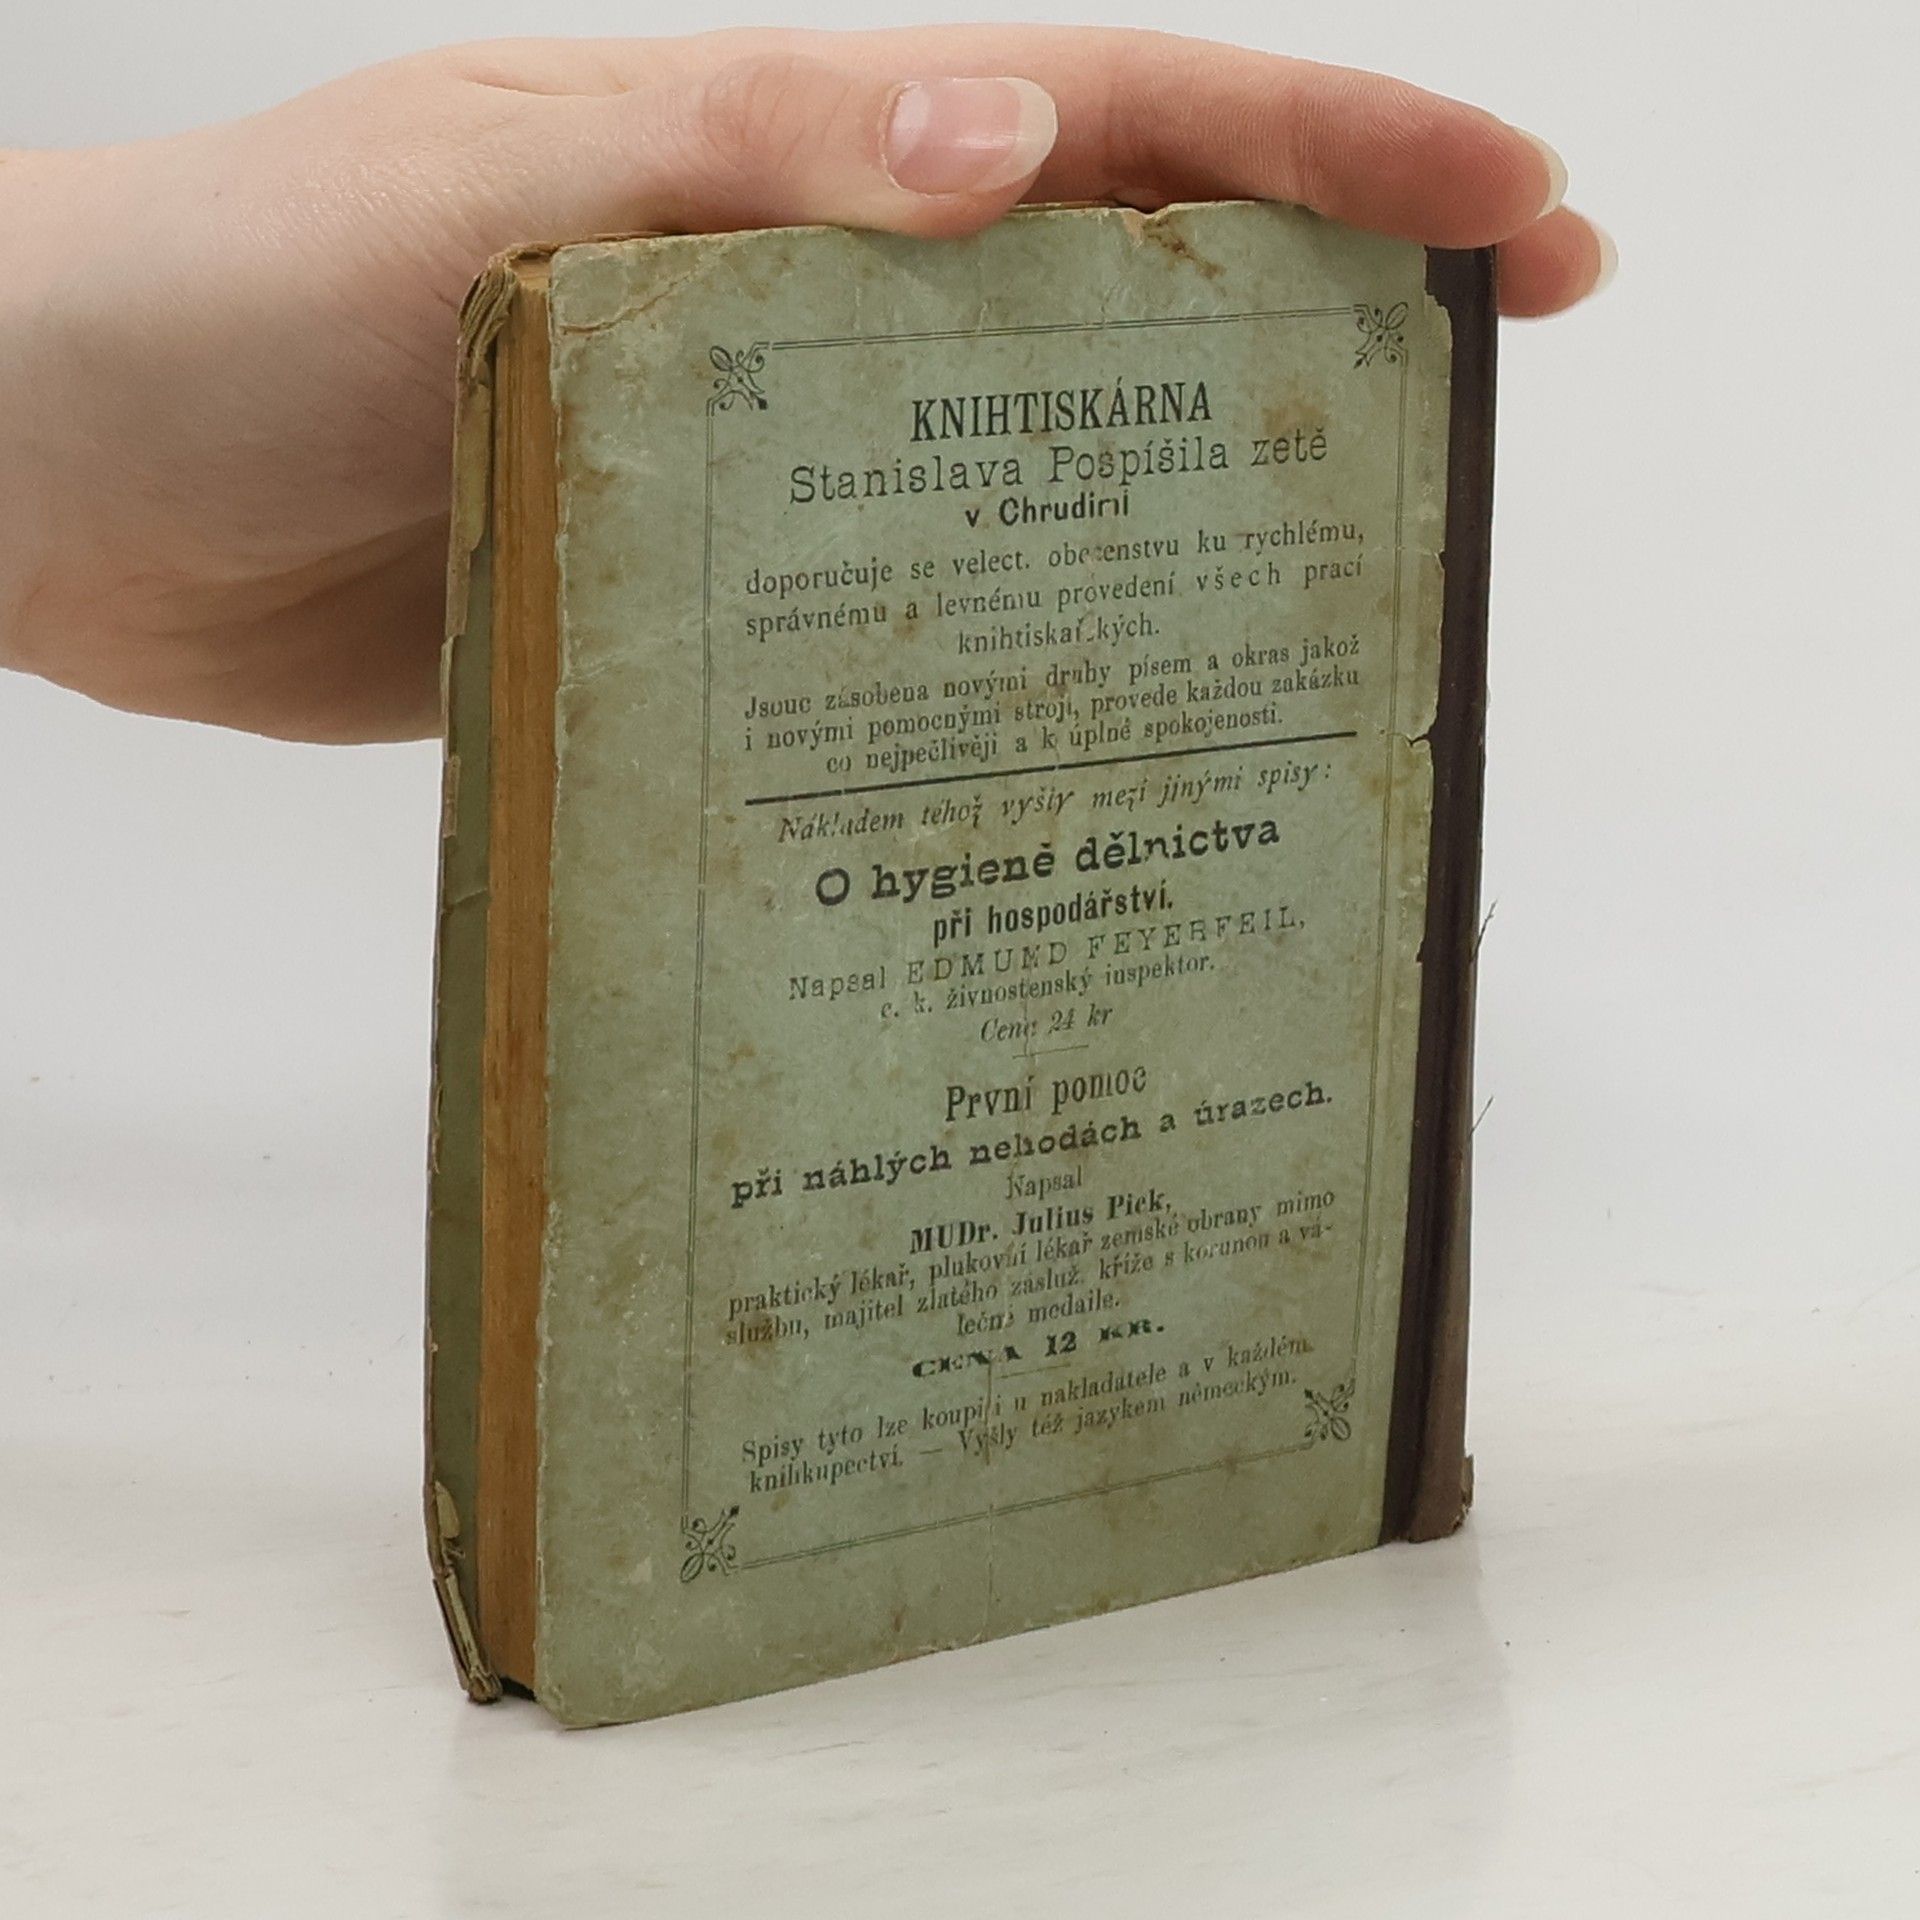 KNIHTISKÁRNA
Stanislava Pospíšila zetě
v Chrudimi
doporučuje se velect. obecenstvu ku rychlému,
správnému a levnému provedení všech prací
knihtiskařských.
Jsouc zásobena novými druhy písem a okras jakož
i novými pomocnými stroji, provede každou zakázku
co nejpečlivěji a k úplné spokojenosti.
Nákladem téhož vyšly mezi jinými spisy:
O hygieně dělnictva
při hospodářství.
Napsal EDMUND FEYERFEIL,
c. k. živnostenský inspektor.
Cena 24 kr
První pomoc
při náhlých nehodách a úrazech.
Napsal
MUDr. Julius Pick,
praktický lékař, plukovní lékař zemské obrany mimo
službu, majitel zlatého zásluž. kříže s korunou a vá-
lečné medaile.
CENA 12 KR.
Spisy tyto lze koupiti u nakladatele a v každém
knihkupectví. — Vyšly též jazykem německým.